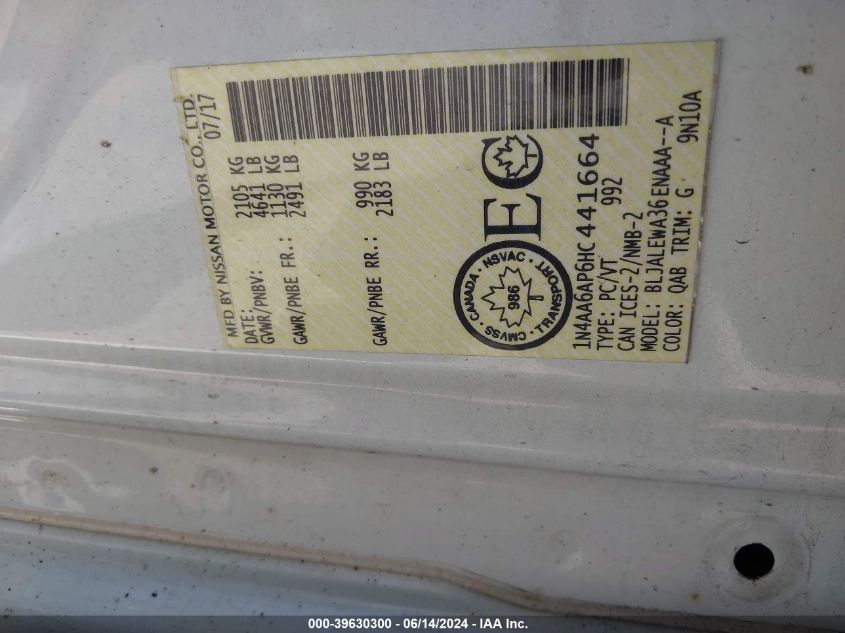 MFD BY NISSAN MOTOR CO., LTD.
DATE: 07/17
GVWR/PNBV: 2105 KG
4641 LB
GAWR/PNBE FR.: 1130 KG
2491 LB
GAWR/PNBE RR.: 990 KG
2183 LB
CANADA · NSVAC · TRANSPORT · CMVSS ·
986
EC
1N4AA6AP6HC441664
TYPE: PC/VT 992
CAN ICES-2/NMB-2
MODEL: BLJALEWA36ENAAA--A
COLOR: QAB TRIM: G 9N10A
000-39630300 - 06/14/2024 - IAA Inc.